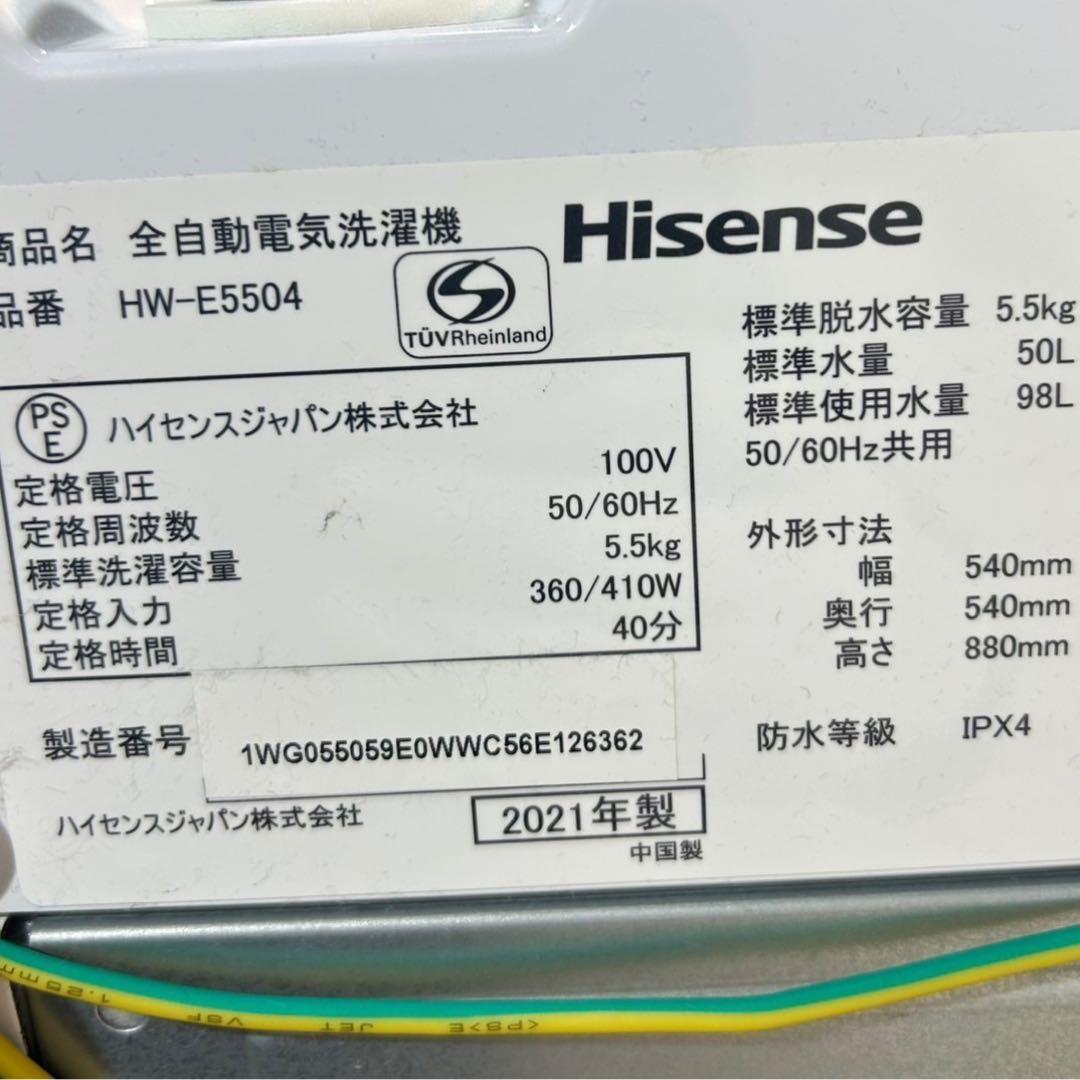 商品名 全自動電気洗濯機
品番 HW-E5504
TÜVRheinland
Hisense
PS
E
ハイセンスジャパン株式会社
定格電圧 100V
定格周波数 50/60Hz
標準洗濯容量 5.5kg
定格入力 360/410W
定格時間 40分
標準脱水容量 5.5kg
標準水量 50L
標準使用水量 98L
50/60Hz共用
外形寸法
幅 540mm
奥行 540mm
高さ 880mm
製造番号 1WG055059E0WWC56E126362
防水等級 IPX4
ハイセンスジャパン株式会社
2021年製
中国製
<PS>E JET VSF 1.25mm